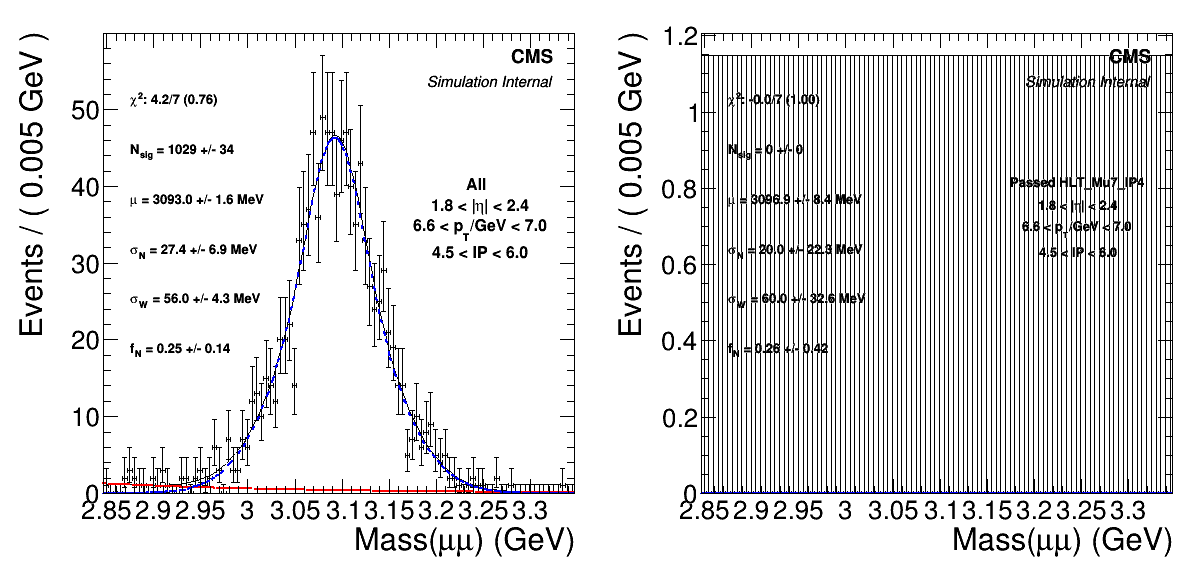 Events / ( 0.005 GeV )
CMS
Simulation Internal
χ²: 4.2/7 (0.76)
N_sig = 1029 +/- 34
μ = 3093.0 +/- 1.6 MeV
σ_N = 27.4 +/- 6.9 MeV
σ_W = 56.0 +/- 4.3 MeV
f_N = 0.25 +/- 0.14
All
1.8 < |η| < 2.4
6.6 < p_T/GeV < 7.0
4.5 < IP < 6.0
50
40
30
20
10
0
2.85 2.9 2.95 3 3.05 3.1 3.15 3.2 3.25 3.3
Mass(μμ) (GeV)
Events / ( 0.005 GeV )
CMS
Simulation Internal
χ²: -0.0/7 (1.00)
N_sig = 0 +/- 0
μ = 3096.9 +/- 8.4 MeV
σ_N = 20.0 +/- 22.3 MeV
σ_W = 60.0 +/- 32.6 MeV
f_N = 0.26 +/- 0.42
Passed HLT_Mu7_IP4
1.8 < |η| < 2.4
6.6 < p_T/GeV < 7.0
4.5 < IP < 6.0
1.2
1
0.8
0.6
0.4
0.2
0
2.85 2.9 2.95 3 3.05 3.1 3.15 3.2 3.25 3.3
Mass(μμ) (GeV)